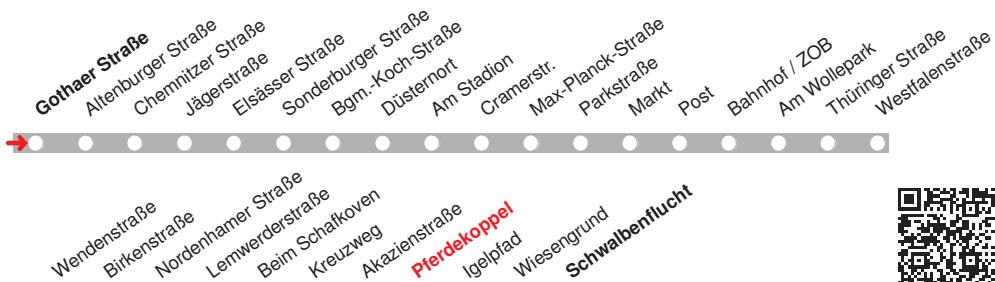 Gothaer Straße
Altenburger Straße
Chemnitzer Straße
Jägerstraße
Elsässer Straße
Sonderburger Straße
Bgm.-Koch-Straße
Düsternort
Am Stadion
Cramerstr.
Max-Planck-Straße
Parkstraße
Markt
Post
Bahnhof / ZOB
Am Wollepark
Thüringer Straße
Westfalenstraße
Wendenstraße
Birkenstraße
Nordenhamer Straße
Lemwerderstraße
Beim Schafkoven
Kreuzweg
Akazienstraße
Pferdekoppel
Igelpfad
Wiesengrund
Schwalbenflucht